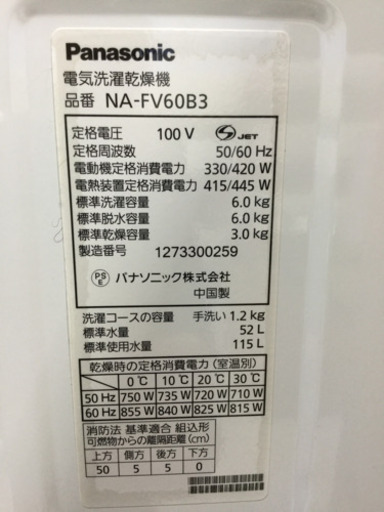 Panasonic
電気洗濯乾燥機
品番 NA-FV60B3
定格電圧 100 V S JET
定格周波数 50/60 Hz
電動機定格消費電力 330/420 W
電熱装置定格消費電力 415/445 W
標準洗濯容量 6.0 kg
標準脱水容量 6.0 kg
標準乾燥容量 3.0 kg
製造番号 1273300259
PSE パナソニック株式会社
中国製
洗濯コースの容量 手洗い 1.2 kg
標準水量 52 L
標準使用水量 115 L
乾燥時の定格消費電力(室温別)
0℃ 10℃ 20℃ 30℃
50 Hz 750 W 735 W 720 W 710 W
60 Hz 855 W 840 W 825 W 815 W
消防法 基準適合 組込形
可燃物からの離隔距離(cm)
上方 側方 後方 下方
50 5 5 0